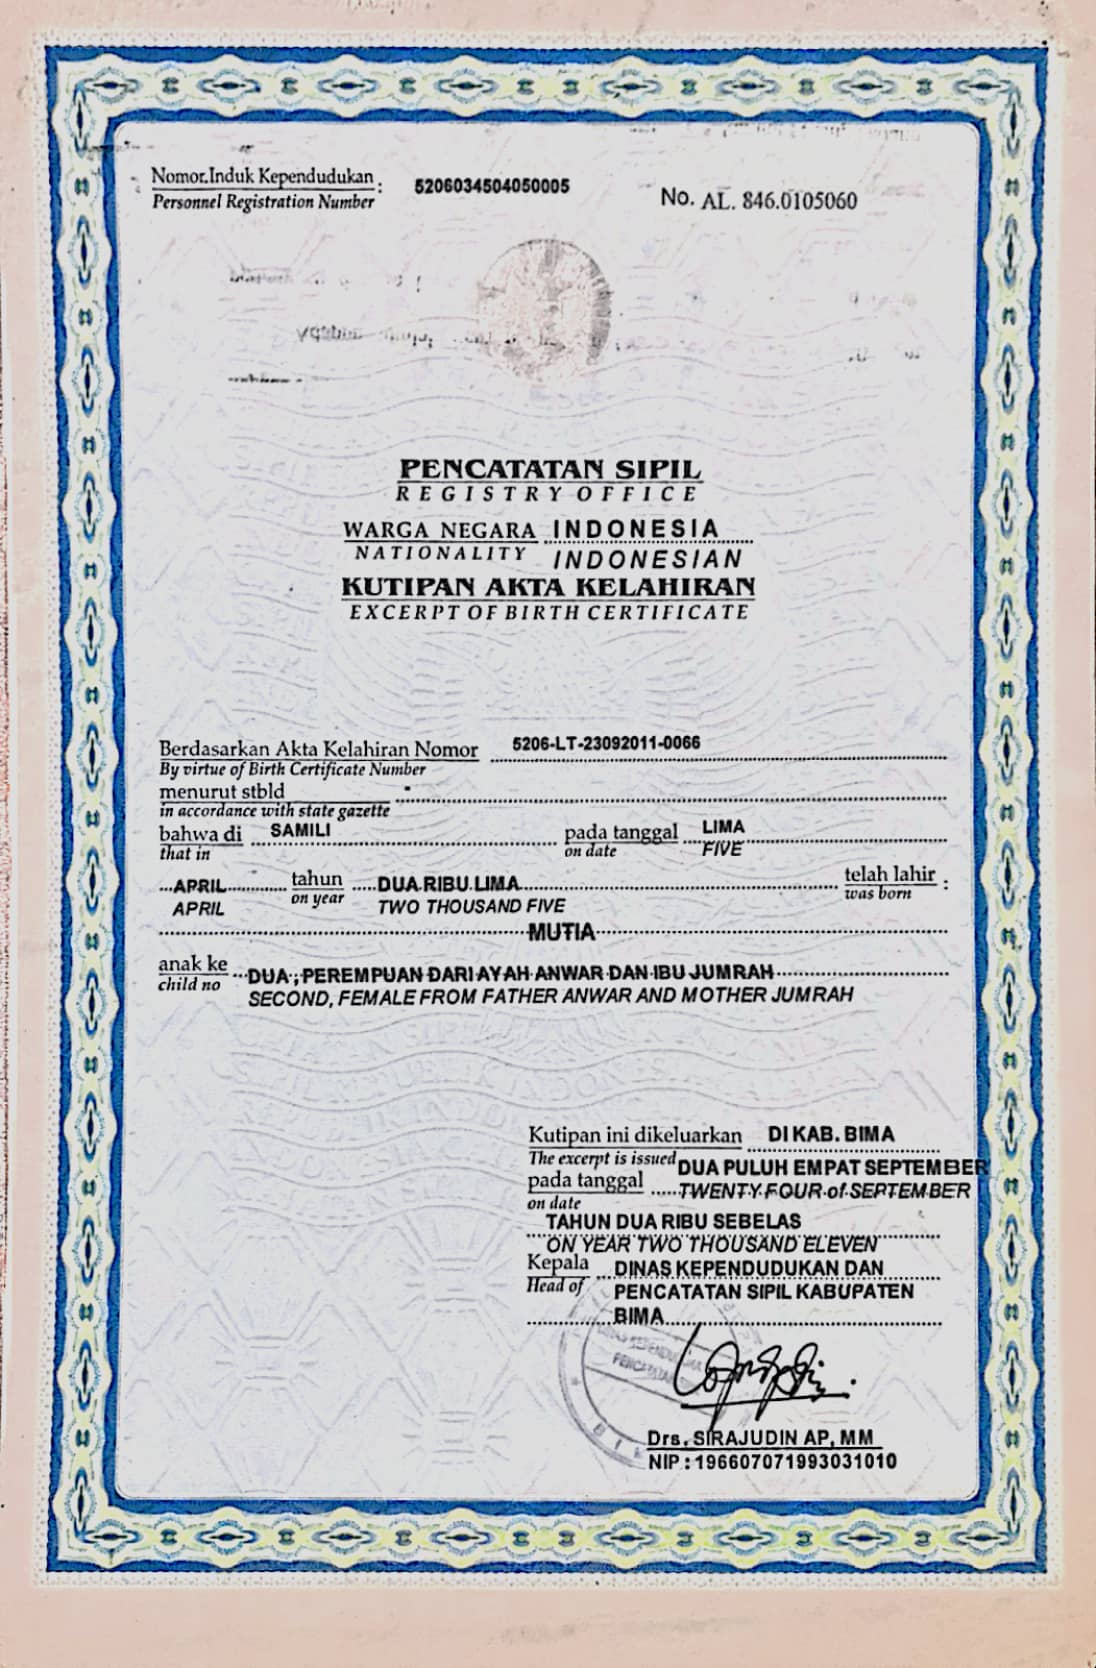 Nomor Induk Kependudukan : 5206034504050005 No. AL. 846.0105060
Personnel Registration Number
PENCATATAN SIPIL
REGISTRY OFFICE
WARGA NEGARA INDONESIA
NATIONALITY INDONESIAN
KUTIPAN AKTA KELAHIRAN
EXCERPT OF BIRTH CERTIFICATE
Berdasarkan Akta Kelahiran Nomor 5206-LT-23092011-0066
By virtue of Birth Certificate Number
menurut stbld -
in accordance with state gazette
bahwa di SAMILI pada tanggal LIMA
that in on date FIVE
APRIL tahun DUA RIBU LIMA telah lahir :
APRIL on year TWO THOUSAND FIVE was born
MUTIA
anak ke DUA ; PEREMPUAN DARI AYAH ANWAR DAN IBU JUMRAH
child no SECOND, FEMALE FROM FATHER ANWAR AND MOTHER JUMRAH
Kutipan ini dikeluarkan DI KAB. BIMA
The excerpt is issued DUA PULUH EMPAT SEPTEMBER
pada tanggal TWENTY FOUR of SEPTEMBER
on date
TAHUN DUA RIBU SEBELAS
ON YEAR TWO THOUSAND ELEVEN
Kepala DINAS KEPENDUDUKAN DAN
Head of PENCATATAN SIPIL KABUPATEN
BIMA
Drs. SIRAJUDIN AP, MM
NIP : 196607071993031010